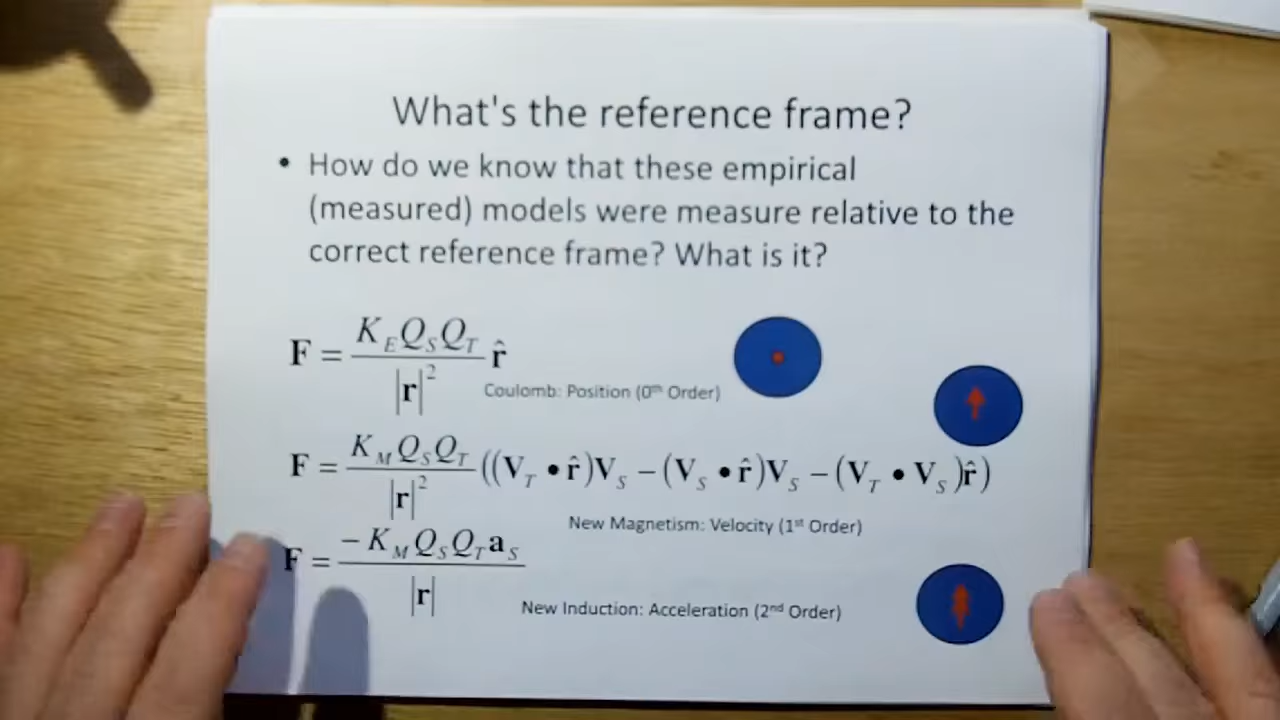 What's the reference frame?
• How do we know that these empirical
(measured) models were measure relative to the
correct reference frame? What is it?
F = K_E Q_S Q_T / |r|² r̂
Coulomb: Position (0th Order)
F = K_M Q_S Q_T / |r|² ((V_T • r̂)V_S − (V_S • r̂)V_S − (V_T • V_S)r̂)
New Magnetism: Velocity (1st Order)
F = −K_M Q_S Q_T a_S / |r|
New Induction: Acceleration (2nd Order)